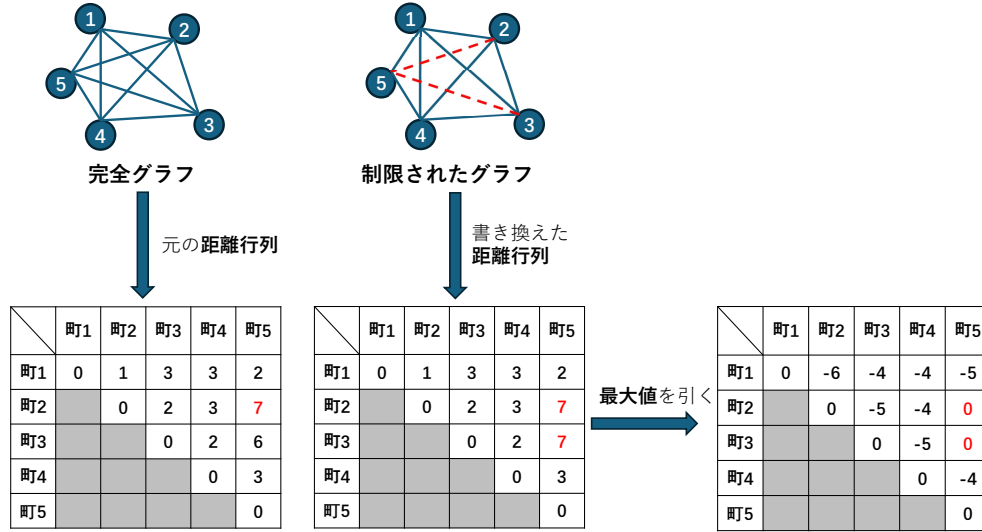 1
2
5
4
3
完全グラフ
1
2
5
4
3
制限されたグラフ
元の距離行列
書き換えた
距離行列
町1 町2 町3 町4 町5
町1 0 1 3 3 2
町2 0 2 3 7
町3 0 2 6
町4 0 3
町5 0
町1 町2 町3 町4 町5
町1 0 1 3 3 2
町2 0 2 3 7
町3 0 2 7
町4 0 3
町5 0
最大値を引く
町1 町2 町3 町4 町5
町1 0 -6 -4 -4 -5
町2 0 -5 -4 0
町3 0 -5 0
町4 0 -4
町5 0